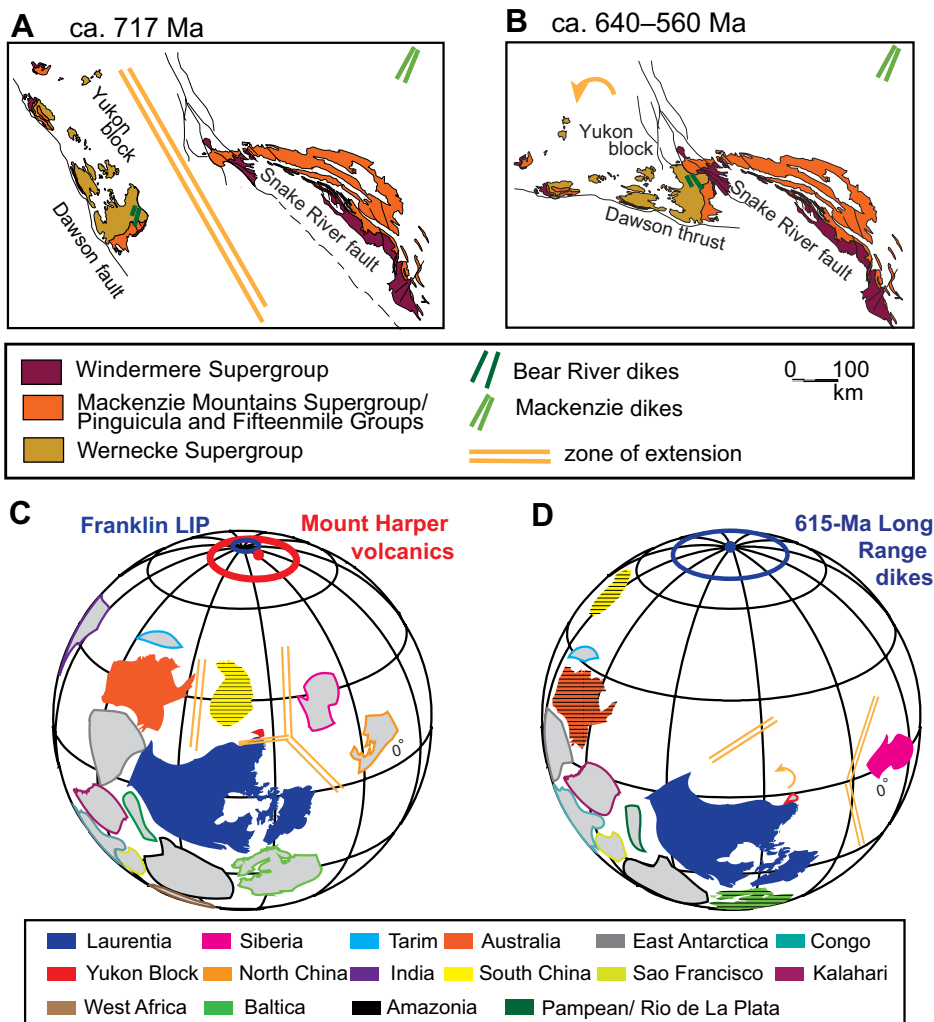 A ca. 717 Ma
Yukon
block
Dawson fault
Snake River fault
B ca. 640–560 Ma
Yukon
block
Dawson thrust
Snake River fault
Windermere Supergroup
Mackenzie Mountains Supergroup/
Pinguicula and Fifteenmile Groups
Wernecke Supergroup
Bear River dikes
Mackenzie dikes
zone of extension
0 100
km
C
Franklin LIP
Mount Harper
volcanics
0°
D
615-Ma Long
Range
dikes
0°
Laurentia Siberia Tarim Australia East Antarctica Congo
Yukon Block North China India South China Sao Francisco Kalahari
West Africa Baltica Amazonia Pampean/ Rio de La Plata